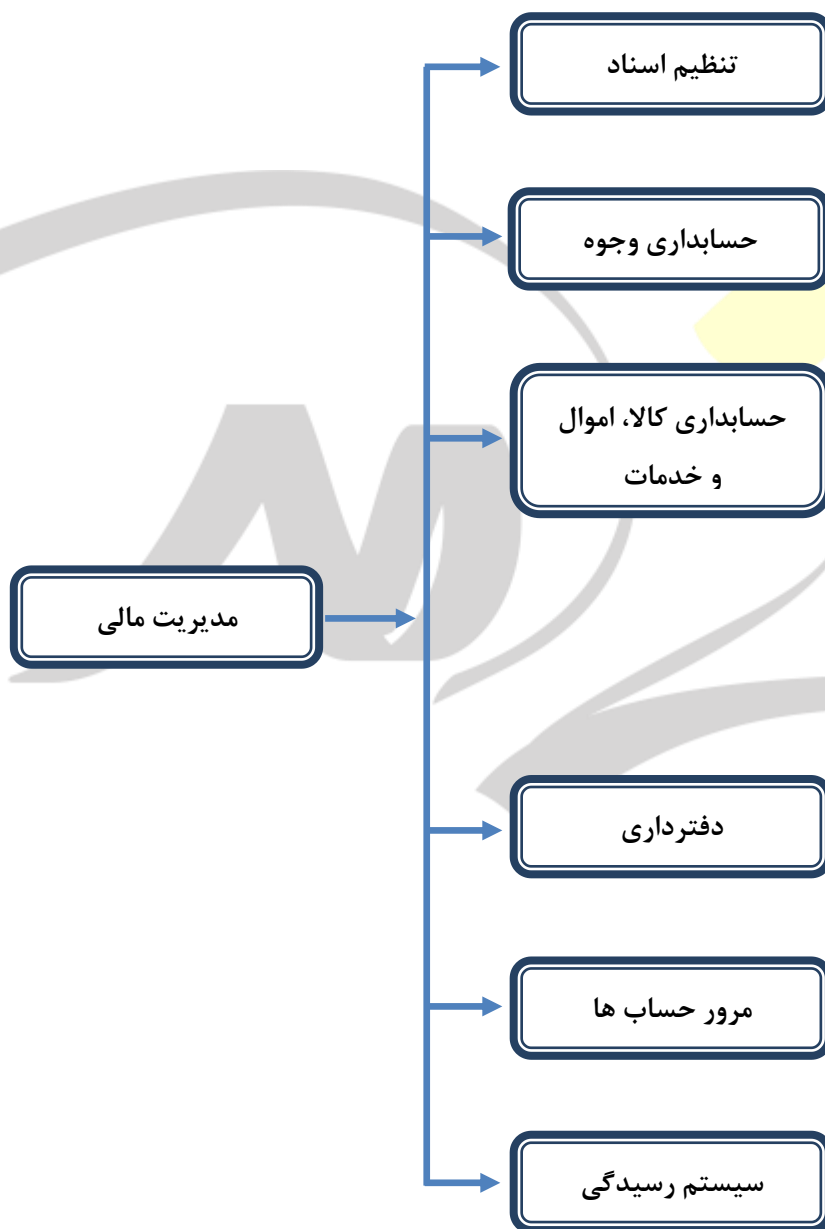 تنظیم اسناد
حسابداری وجوه
حسابداری کالا، اموال
و خدمات
مدیریت مالی
دفترداری
مرور حساب ها
سیستم رسیدگی